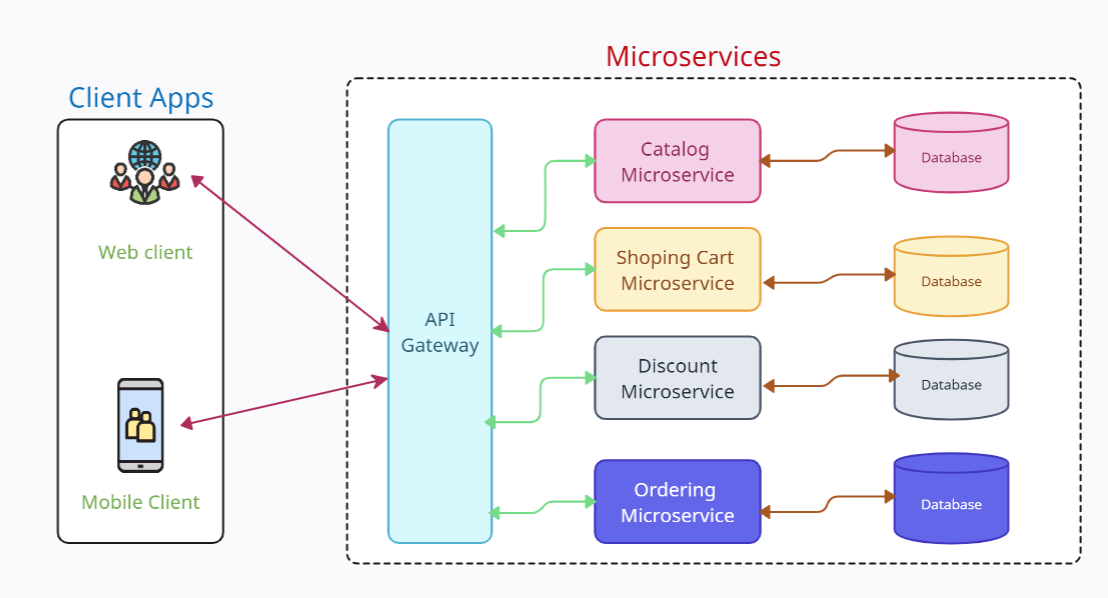 Microservices
Client Apps
Web client
Mobile Client
API
Gateway
Catalog
Microservice
Database
Shoping Cart
Microservice
Database
Discount
Microservice
Database
Ordering
Microservice
Database